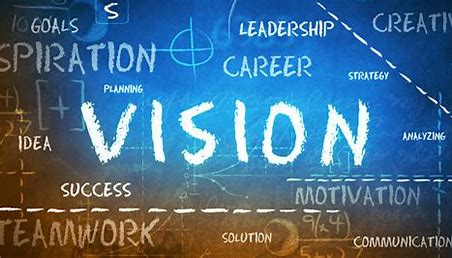 GOALS
S
LEADERSHIP
CREATIV
SPIRATION
CAREER
STRATEGY
PLANNING
VISION
IDEA
ANALYZING
SUCCESS
MOTIVATION
TEAMWORK
SOLUTION
COMMUNICATION